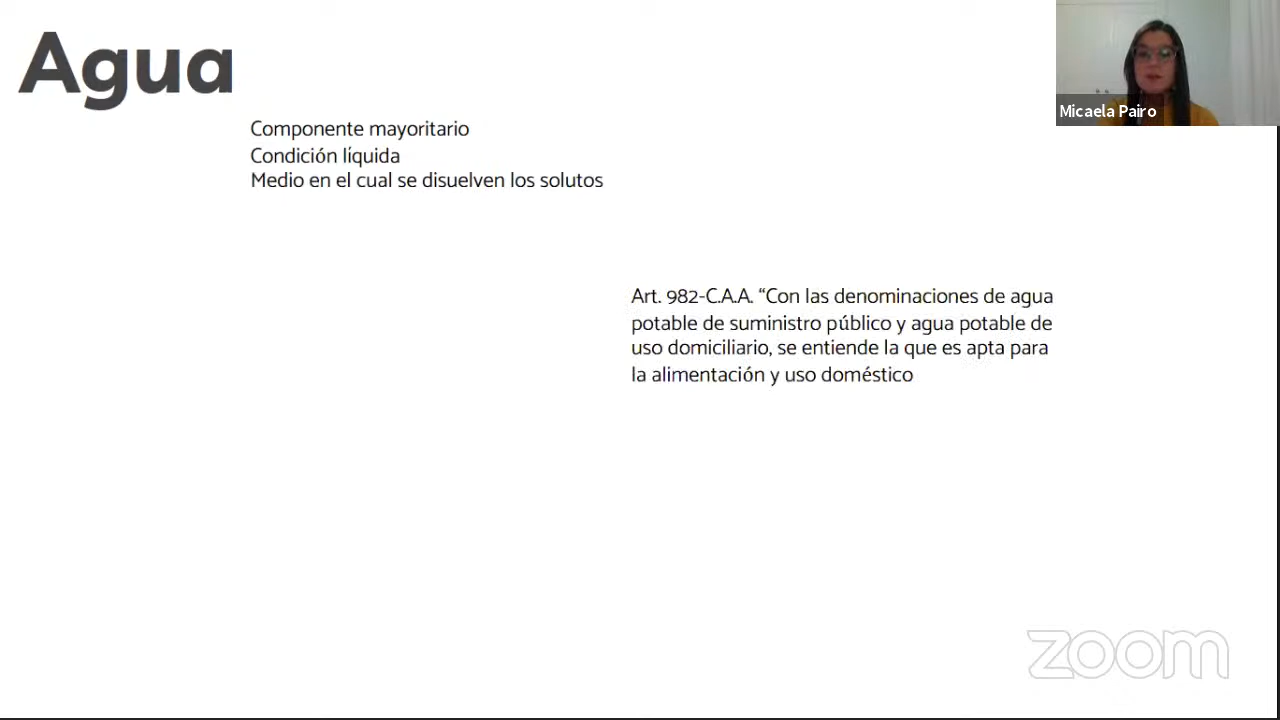 Agua
Micaela Pairo
Componente mayoritario
Condición líquida
Medio en el cual se disuelven los solutos
Art. 982-C.A.A. “Con las denominaciones de agua
potable de suministro público y agua potable de
uso domiciliario, se entiende la que es apta para
la alimentación y uso doméstico
zoom